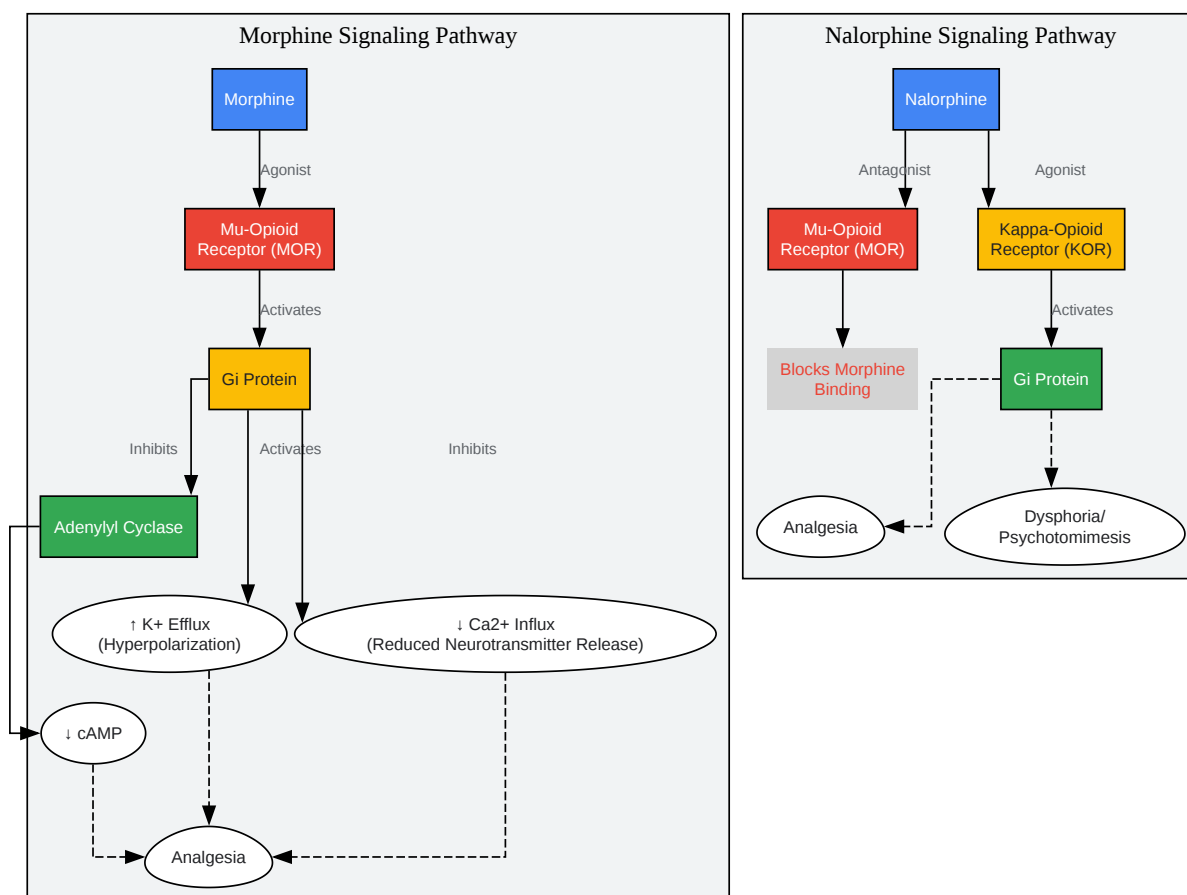 Morphine Signaling Pathway
Morphine
Agonist
Mu-Opioid
Receptor (MOR)
Activates
Gi Protein
Inhibits
Activates
Inhibits
Adenylyl Cyclase
↑ K+ Efflux
(Hyperpolarization)
↓ Ca2+ Influx
(Reduced Neurotransmitter Release)
↓ cAMP
Analgesia
Nalorphine Signaling Pathway
Nalorphine
Antagonist
Agonist
Mu-Opioid
Receptor (MOR)
Kappa-Opioid
Receptor (KOR)
Activates
Blocks Morphine
Binding
Gi Protein
Analgesia
Dysphoria/
Psychotomimesis